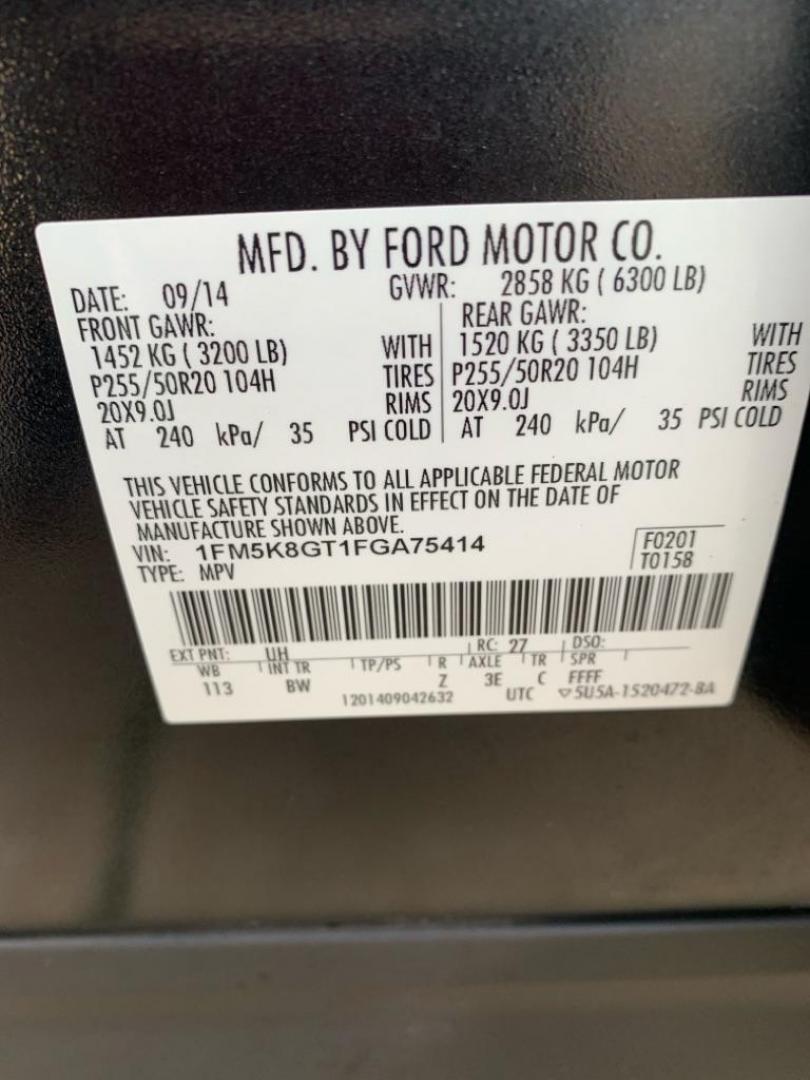 MFD. BY FORD MOTOR CO.
DATE: 09/14 GVWR: 2858 KG ( 6300 LB)
FRONT GAWR: REAR GAWR:
1452 KG ( 3200 LB) WITH 1520 KG ( 3350 LB) WITH
P255/50R20 104H TIRES P255/50R20 104H TIRES
20X9.0J RIMS 20X9.0J RIMS
AT 240 kPa/ 35 PSI COLD AT 240 kPa/ 35 PSI COLD
THIS VEHICLE CONFORMS TO ALL APPLICABLE FEDERAL MOTOR
VEHICLE SAFETY STANDARDS IN EFFECT ON THE DATE OF
MANUFACTURE SHOWN ABOVE.
VIN: 1FM5K8GT1FGA75414 F0201
TYPE: MPV T0158
EXT PNT: UH RC: 27 DSO:
WB INT TR TP/PS R AXLE TR SPR
113 BW Z 3E C FFFF
1201409042632 UTC ▽5U5A-1520472-BA